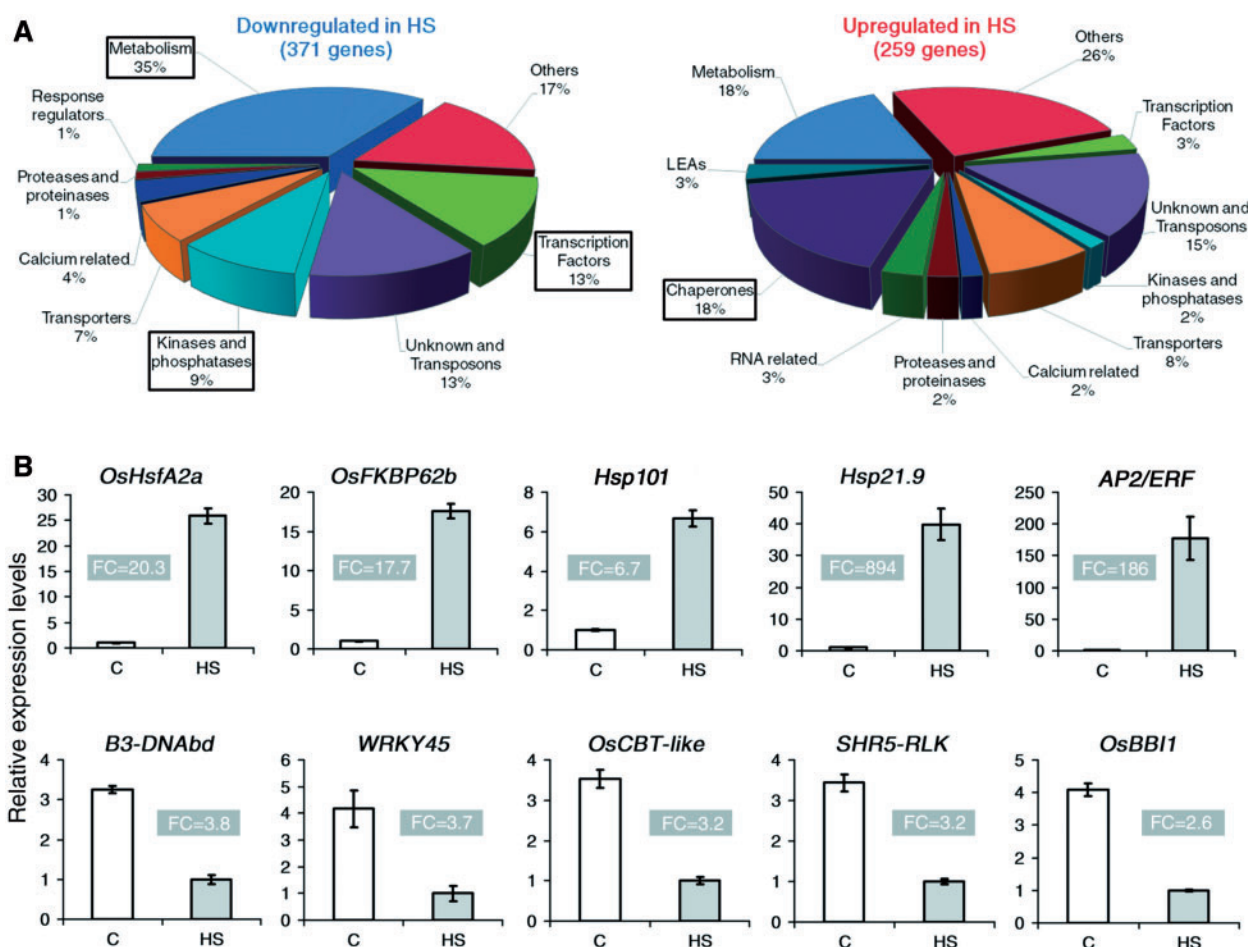 A
Downregulated in HS
(371 genes)
Metabolism
35%
Others
17%
Response
regulators
1%
Proteases and
proteinases
1%
Calcium related
4%
Transporters
7%
Kinases and
phosphatases
9%
Unknown and
Transposons
13%
Transcription
Factors
13%
Upregulated in HS
(259 genes)
Others
26%
Metabolism
18%
Transcription
Factors
3%
LEAs
3%
Unknown and
Transposons
15%
Chaperones
18%
Kinases and
phosphatases
2%
RNA related
3%
Proteases and
proteinases
2%
Calcium related
2%
Transporters
8%
B
Relative expression levels
OsHsfA2a
30
25
20
15
10
5
0
FC=20.3
C HS
OsFKBP62b
20
15
10
5
0
FC=17.7
C HS
Hsp101
8
6
4
2
0
FC=6.7
C HS
Hsp21.9
50
40
30
20
10
0
FC=894
C HS
AP2/ERF
250
200
150
100
50
0
FC=186
C HS
B3-DNAbd
4
3
2
1
0
FC=3.8
C HS
WRKY45
6
5
4
3
2
1
0
FC=3.7
C HS
OsCBT-like
4
3
2
1
0
FC=3.2
C HS
SHR5-RLK
4
3
2
1
0
FC=3.2
C HS
OsBBI1
5
4
3
2
1
0
FC=2.6
C HS